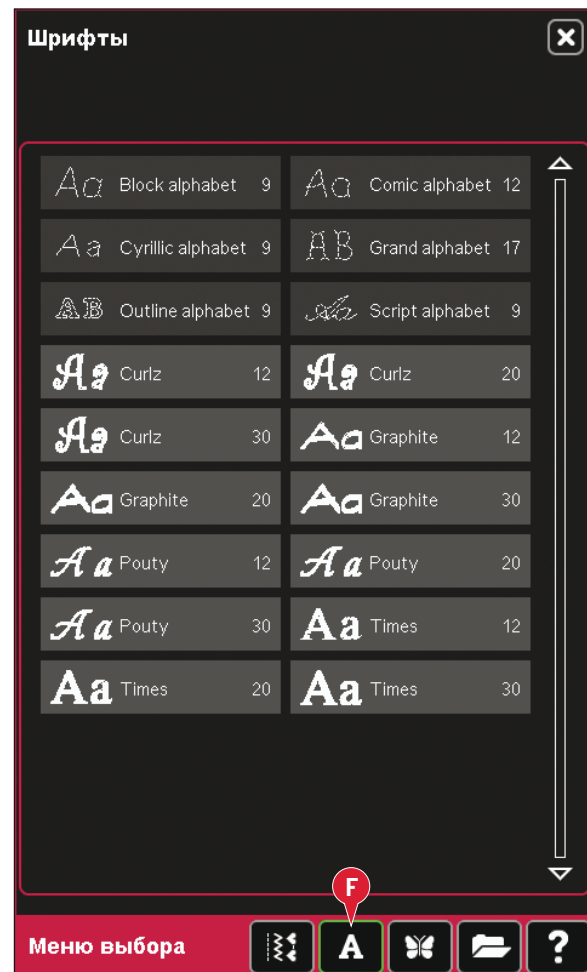 Шрифты
Aa Block alphabet 9 Aa Comic alphabet 12
Aa Cyrillic alphabet 9 AB Grand alphabet 17
AB Outline alphabet 9 Aa Script alphabet 9
Aa Curlz 12 Aa Curlz 20
Aa Curlz 30 Aa Graphite 12
Aa Graphite 20 Aa Graphite 30
Aa Pouty 12 Aa Pouty 20
Aa Pouty 30 Aa Times 12
Aa Times 20 Aa Times 30
F
Меню выбора A ?